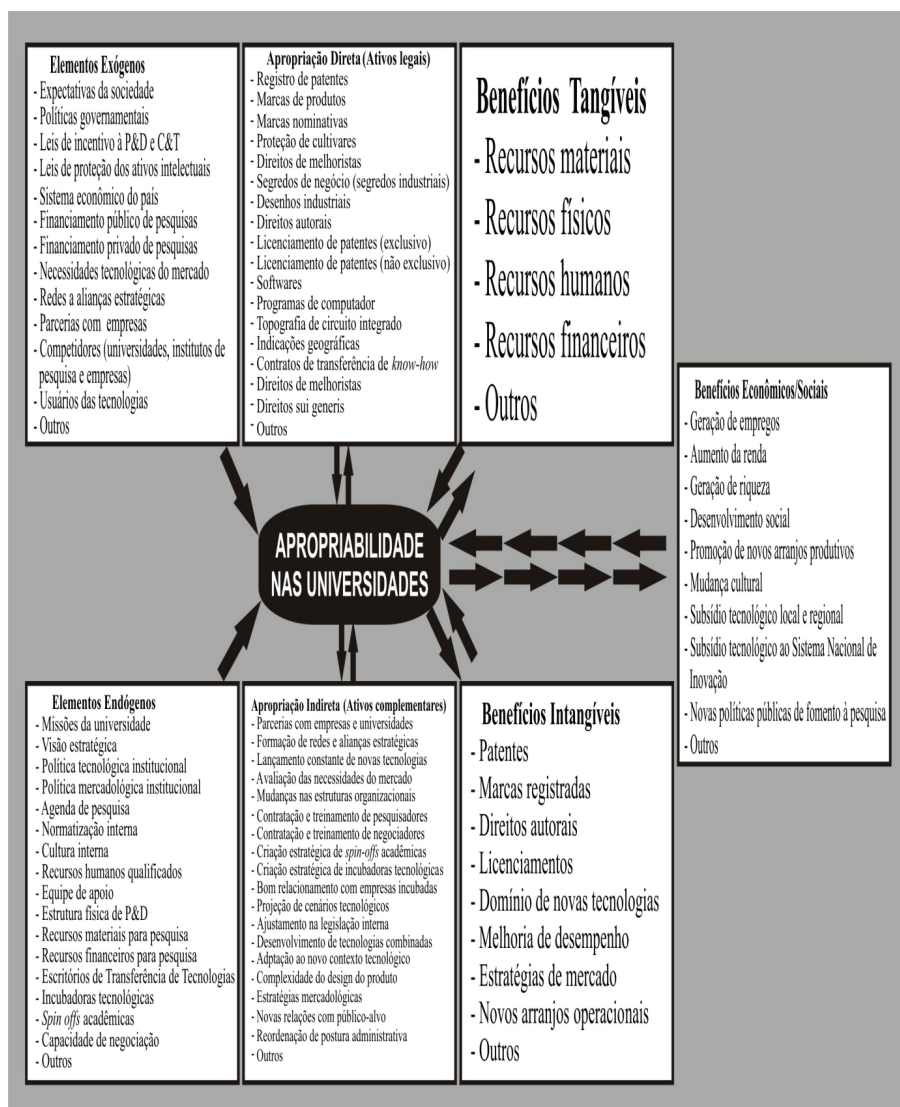 Elementos Exógenos
- Expectativas da sociedade
- Políticas governamentais
- Leis de incentivo à P&D e C&T
- Leis de proteção dos ativos intelectuais
- Sistema econômico do país
- Financiamento público de pesquisas
- Financiamento privado de pesquisas
- Necessidades tecnológicas do mercado
- Redes a alianças estratégicas
- Parcerias com empresas
- Competidores (universidades, institutos de
pesquisa e empresas)
- Usuários das tecnologias
- Outros
Apropriação Direta (Ativos legais)
- Registro de patentes
- Marcas de produtos
- Marcas nominativas
- Proteção de cultivares
- Direitos de melhoristas
- Segredos de negócio (segredos industriais)
- Desenhos industriais
- Direitos autorais
- Licenciamento de patentes (exclusivo)
- Licenciamento de patentes (não exclusivo)
- Softwares
- Programas de computador
- Topografia de circuito integrado
- Indicações geográficas
- Contratos de transferência de know-how
- Direitos de melhoristas
- Direitos sui generis
- Outros
Benefícios Tangíveis
- Recursos materiais
- Recursos físicos
- Recursos humanos
- Recursos financeiros
- Outros
Benefícios Econômicos/Sociais
- Geração de empregos
- Aumento da renda
- Geração de riqueza
- Desenvolvimento social
- Promoção de novos arranjos produtivos
- Mudança cultural
- Subsídio tecnológico local e regional
- Subsídio tecnológico ao Sistema Nacional de
Inovação
- Novas políticas públicas de fomento à pesquisa
- Outros
APROPRIABILIDADE
NAS UNIVERSIDADES
Elementos Endógenos
- Missões da universidade
- Visão estratégica
- Política tecnológica institucional
- Política mercadológica institucional
- Agenda de pesquisa
- Normatização interna
- Cultura interna
- Recursos humanos qualificados
- Equipe de apoio
- Estrutura física de P&D
- Recursos materiais para pesquisa
- Recursos financeiros para pesquisa
- Escritórios de Transferência de Tecnologias
- Incubadoras tecnológicas
- Spin offs acadêmicas
- Capacidade de negociação
- Outros
Apropriação Indireta (Ativos complementares)
- Parcerias com empresas e universidades
- Formação de redes e alianças estratégicas
- Lançamento constante de novas tecnologias
- Avaliação das necessidades do mercado
- Mudanças nas estruturas organizacionais
- Contratação e treinamento de pesquisadores
- Contratação e treinamento de negociadores
- Criação estratégica de spin-offs acadêmicas
- Criação estratégica de incubadoras tecnológicas
- Bom relacionamento com empresas incubadas
- Projeção de cenários tecnológicos
- Ajustamento na legislação interna
- Desenvolvimento de tecnologias combinadas
- Adptação ao novo contexto tecnológico
- Complexidade do design do produto
- Estratégias mercadológicas
- Novas relações com público-alvo
- Reordenação de postura administrativa
- Outros
Benefícios Intangíveis
- Patentes
- Marcas registradas
- Direitos autorais
- Licenciamentos
- Domínio de novas tecnologias
- Melhoria de desempenho
- Estratégias de mercado
- Novos arranjos operacionais
- Outros